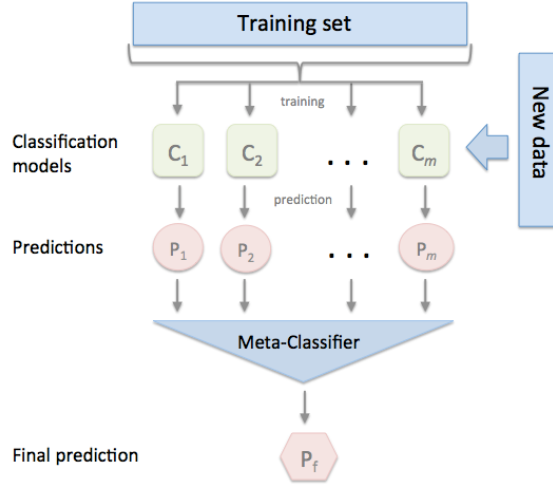 Training set
training
New data
Classification
models
C1 C2 . . . Cm
prediction
Predictions
P1 P2 . . . Pm
Meta-Classifier
Final prediction
Pf